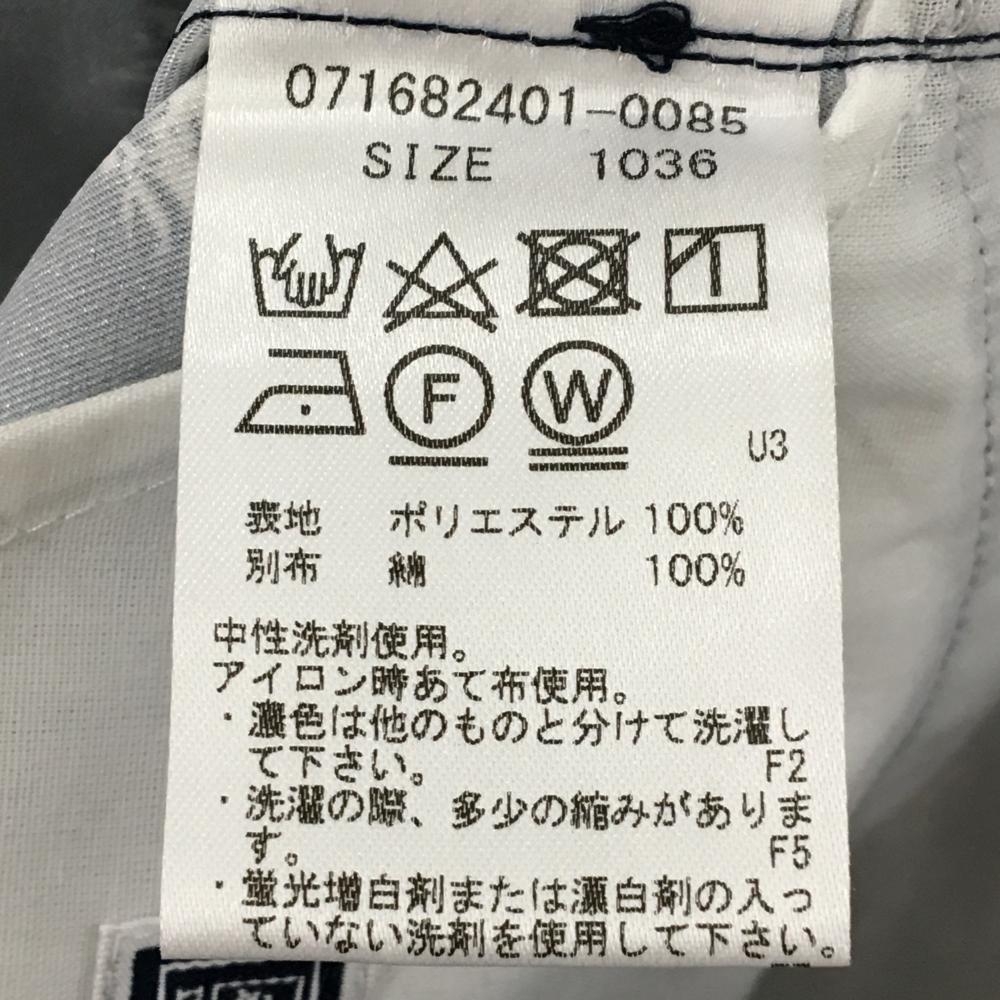 071682401-0085
SIZE 1036
F W
U3
表地 ポリエステル 100%
別布 綿 100%
中性洗剤使用。
アイロン時あて布使用。
・濃色は他のものと分けて洗濯し
て下さい。 F2
・洗濯の際、多少の縮みがありま
す。 F5
・蛍光増白剤または漂白剤の入っ
ていない洗剤を使用して下さい。